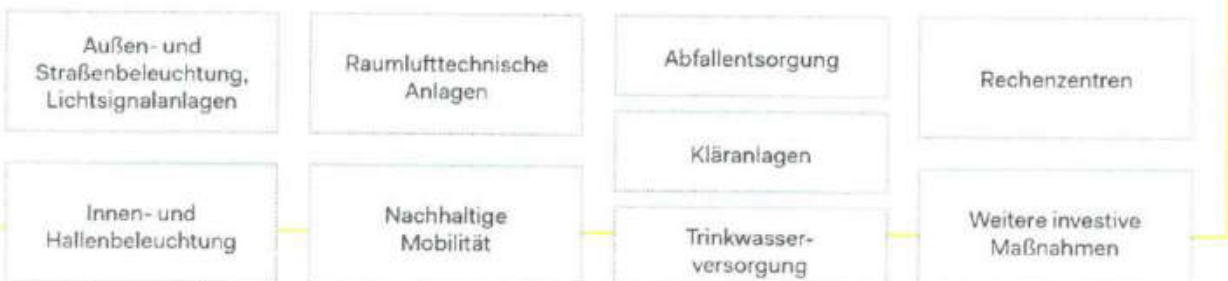 Außen- und
Straßenbeleuchtung,
Lichtsignalanlagen
Raumlufttechnische
Anlagen
Abfallentsorgung
Rechenzentren
Kläranlagen
Innen- und
Hallenbeleuchtung
Nachhaltige
Mobilität
Trinkwasser-
versorgung
Weitere investive
Maßnahmen